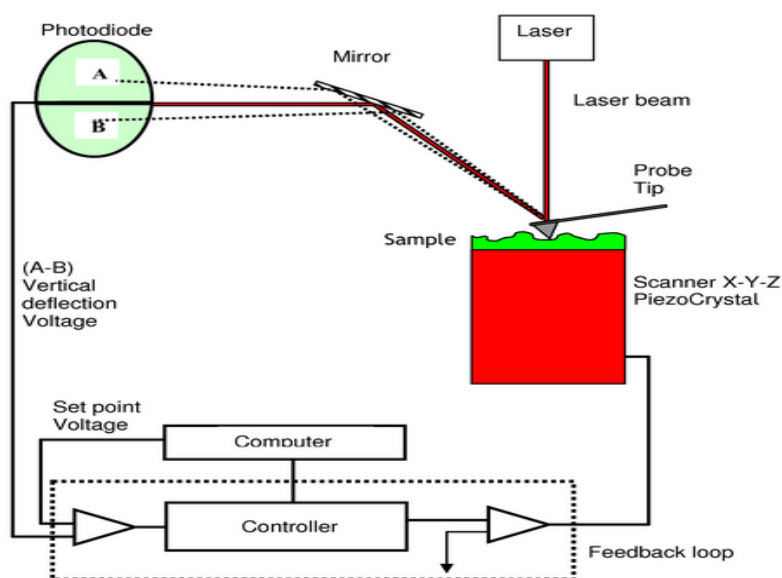 Photodiode
A
B
Mirror
Laser
Laser beam
Probe
Tip
Sample
Scanner X-Y-Z
PiezoCrystal
(A-B)
Vertical
deflection
Voltage
Set point
Voltage
Computer
Controller
Feedback loop